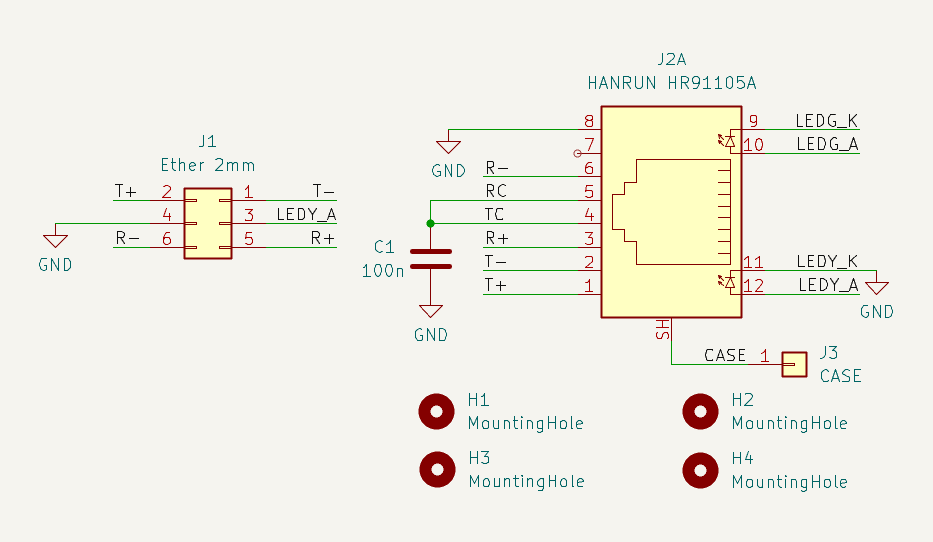 J2A
HANRUN HR91105A
8
9
LEDG_K
7
10
LEDG_A
GND
R-
6
RC
5
TC
4
R+
3
T-
2
11
LEDY_K
T+
1
12
LEDY_A
GND
SH
J1
Ether 2mm
T+
2
1
T-
4
3
LEDY_A
R-
6
5
R+
GND
C1
100n
GND
CASE
1
J3
CASE
H1
MountingHole
H2
MountingHole
H3
MountingHole
H4
MountingHole